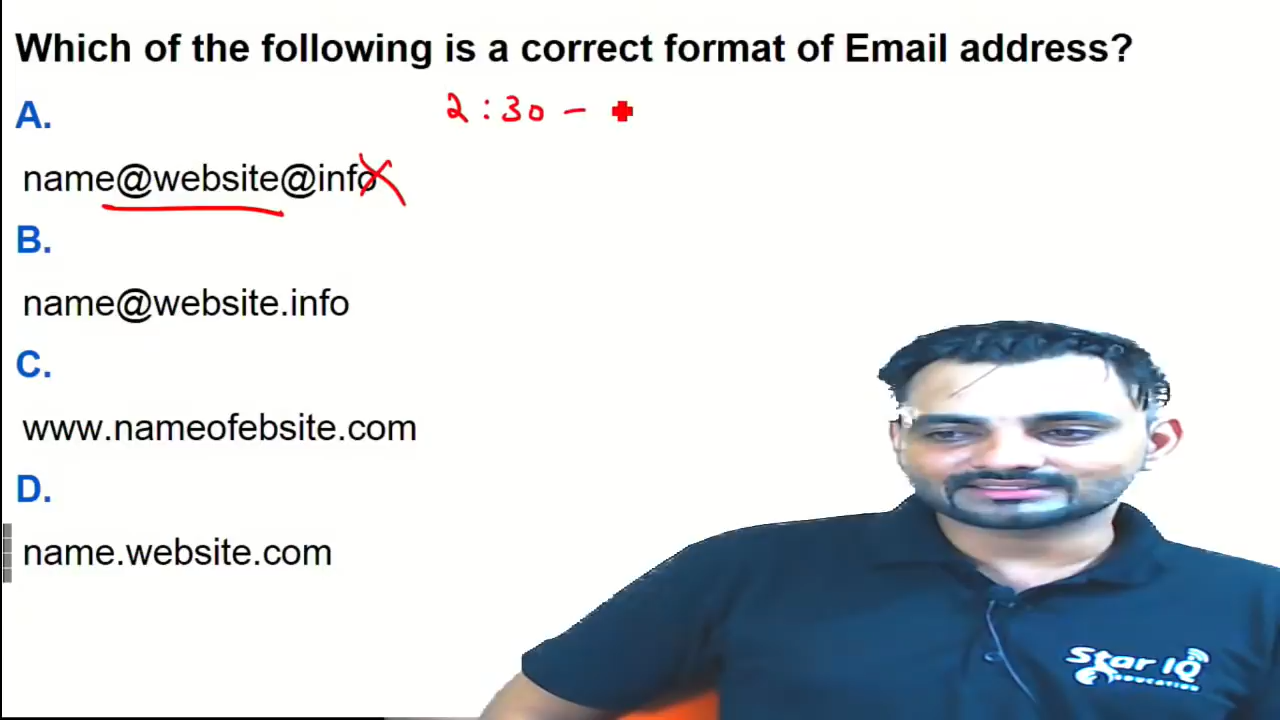 Which of the following is a correct format of Email address?
A.
2:30 -
name@website@info
B.
name@website.info
C.
www.nameofebsite.com
D.
name.website.com
Star IQ
EDUCATION